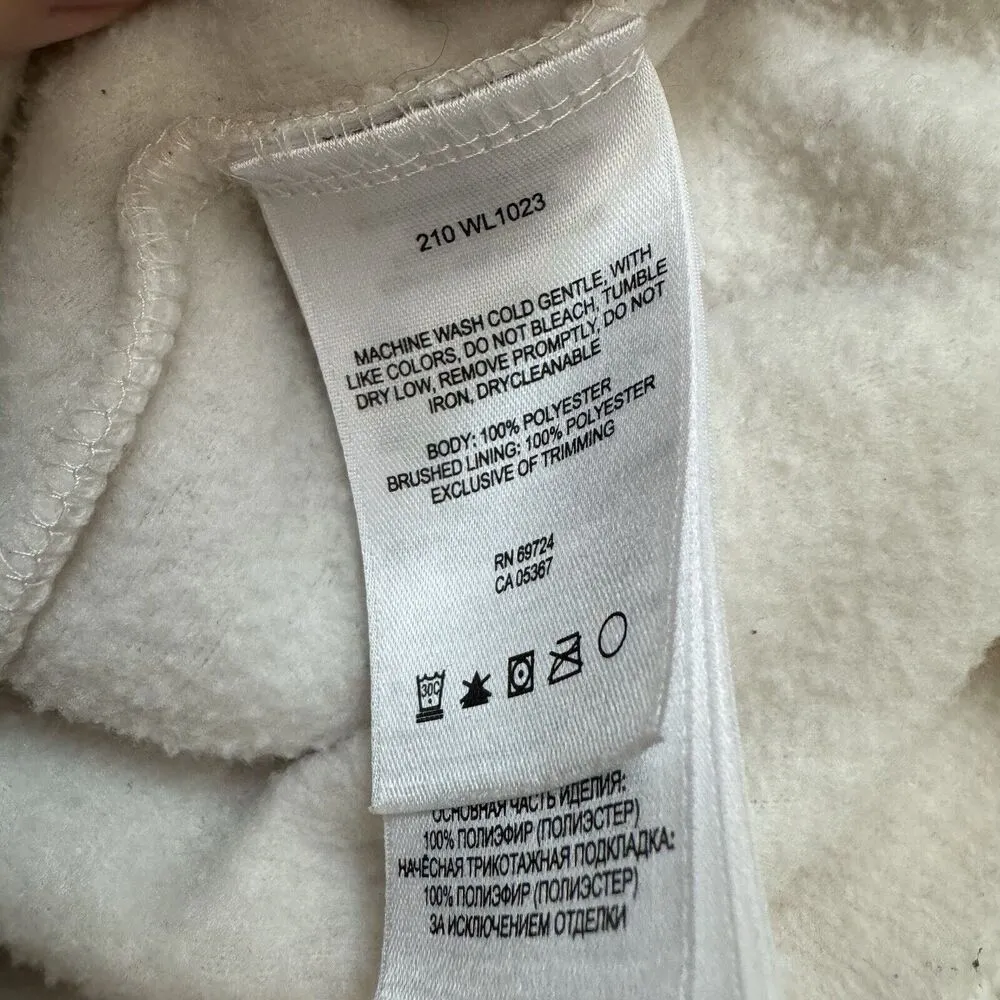 210 WL1023
MACHINE WASH COLD GENTLE, WITH
LIKE COLORS, DO NOT BLEACH, TUMBLE
DRY LOW, REMOVE PROMPTLY, DO NOT
IRON, DRYCLEANABLE
BODY: 100% POLYESTER
BRUSHED LINING: 100% POLYESTER
EXCLUSIVE OF TRIMMING
RN 69724
CA 05367
30C
ОСНОВНАЯ ЧАСТЬ ИЗДЕЛИЯ:
100% ПОЛИЭФИР (ПОЛИЭСТЕР)
НАЧЁСНАЯ ТРИКОТАЖНАЯ ПОДКЛАДКА:
100% ПОЛИЭФИР (ПОЛИЭСТЕР)
ЗА ИСКЛЮЧЕНИЕМ ОТДЕЛКИ